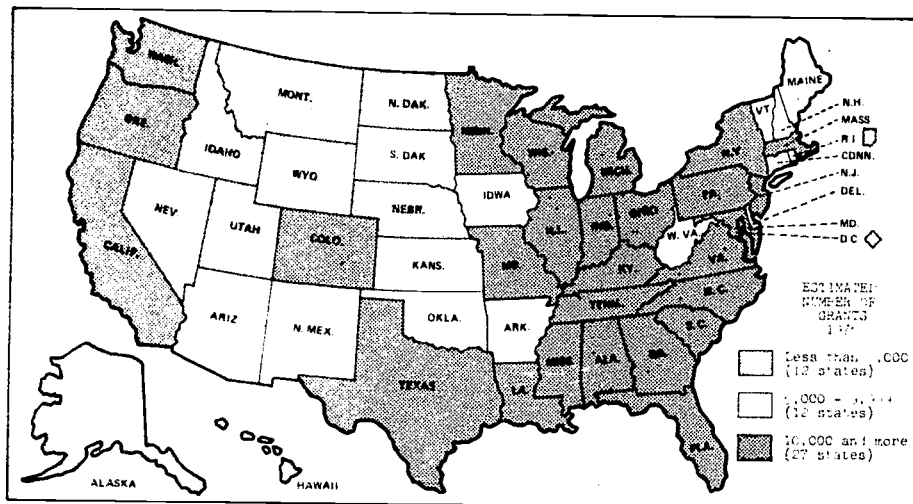 WASH.
MONT.
N. DAK.
MINN.
MAINE
VT
N.H.
MASS
R I
CONN.
N.J.
DEL.
MD.
D.C
ORE.
IDAHO
S. DAK
WIS.
MICH.
N.Y.
WYO
IOWA
PA.
NEV.
UTAH
NEBR.
ILL.
IND.
OHIO
W. VA.
CALIF.
COLO.
KANS.
MO.
KY.
VA.
ARIZ
N. MEX.
OKLA.
ARK.
TENN.
N.C.
S.C.
TEXAS
LA.
MISS.
ALA.
GA.
FLA.
ALASKA
HAWAII
ESTIMATED
NUMBER OF
GRANTS
Less than
(12 states)
(12 states)
10,000 and more
(27 states)